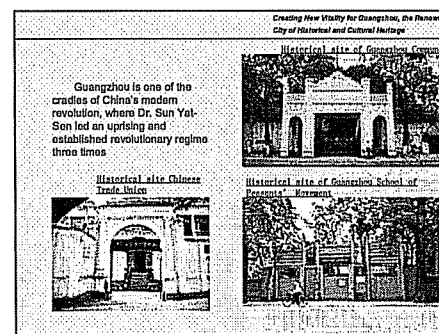 Creating New Vitality for Guangzhou, the Renow
City of Historical and Cultural Heritage
Historical site of Guangzhou Commun
Guangzhou is one of the
cradles of China's modern
revolution, where Dr. Sun Yat-
Sen led an uprising and
established revolutionary regime
three times
Historical site Chinese
Trade Union
Historical site of Guangzhou School of
Peasants' Movement